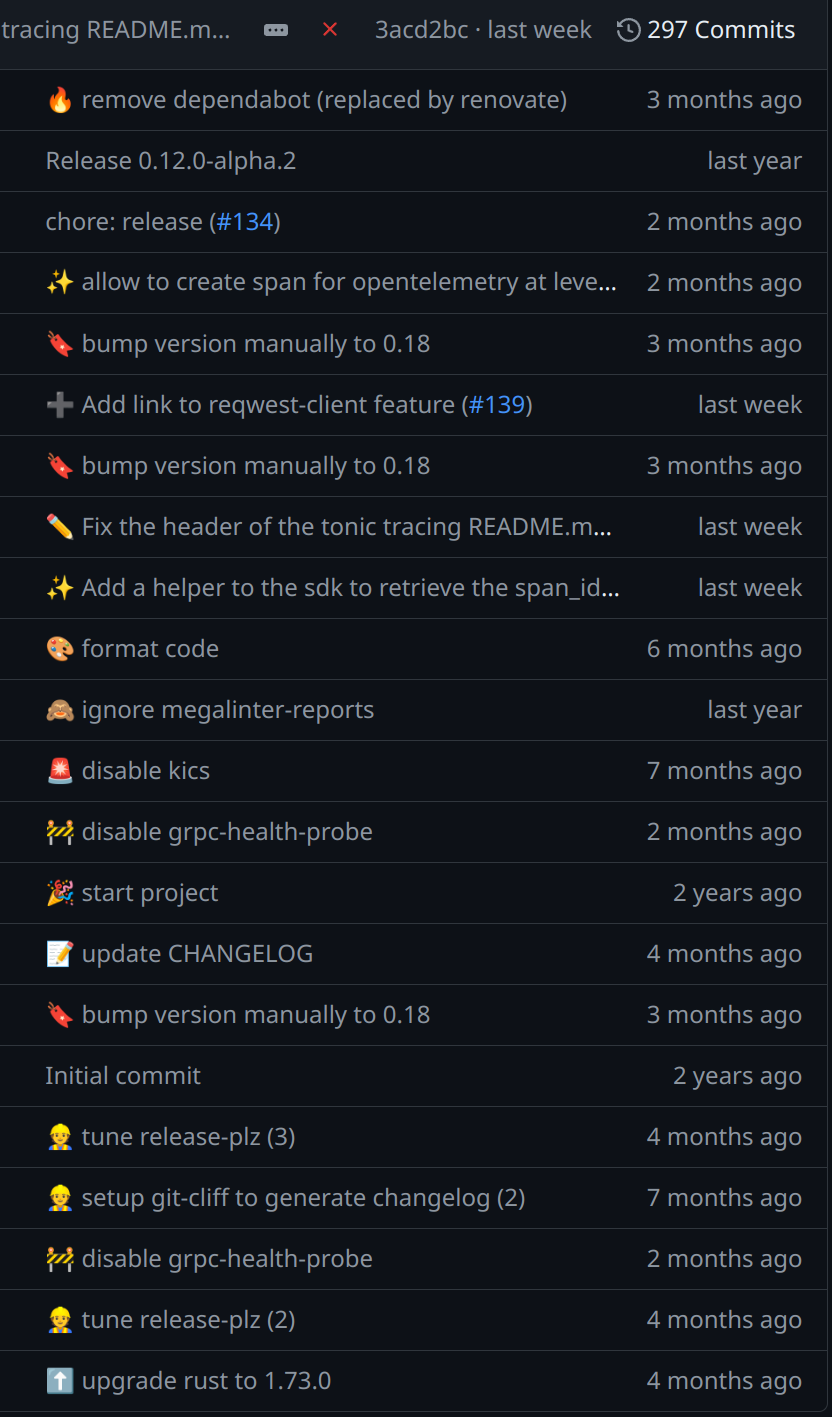 tracing README.m... ✕ 3acd2bc · last week 297 Commits
🔥 remove dependabot (replaced by renovate) 3 months ago
Release 0.12.0-alpha.2 last year
chore: release (#134) 2 months ago
✨ allow to create span for opentelemetry at leve... 2 months ago
🔖 bump version manually to 0.18 3 months ago
➕ Add link to reqwest-client feature (#139) last week
🔖 bump version manually to 0.18 3 months ago
✏️ Fix the header of the tonic tracing README.m... last week
✨ Add a helper to the sdk to retrieve the span_id... last week
🎨 format code 6 months ago
🙈 ignore megalinter-reports last year
🚨 disable kics 7 months ago
🚧 disable grpc-health-probe 2 months ago
🎉 start project 2 years ago
📝 update CHANGELOG 4 months ago
🔖 bump version manually to 0.18 3 months ago
Initial commit 2 years ago
👷 tune release-plz (3) 4 months ago
👷 setup git-cliff to generate changelog (2) 7 months ago
🚧 disable grpc-health-probe 2 months ago
👷 tune release-plz (2) 4 months ago
⬆️ upgrade rust to 1.73.0 4 months ago